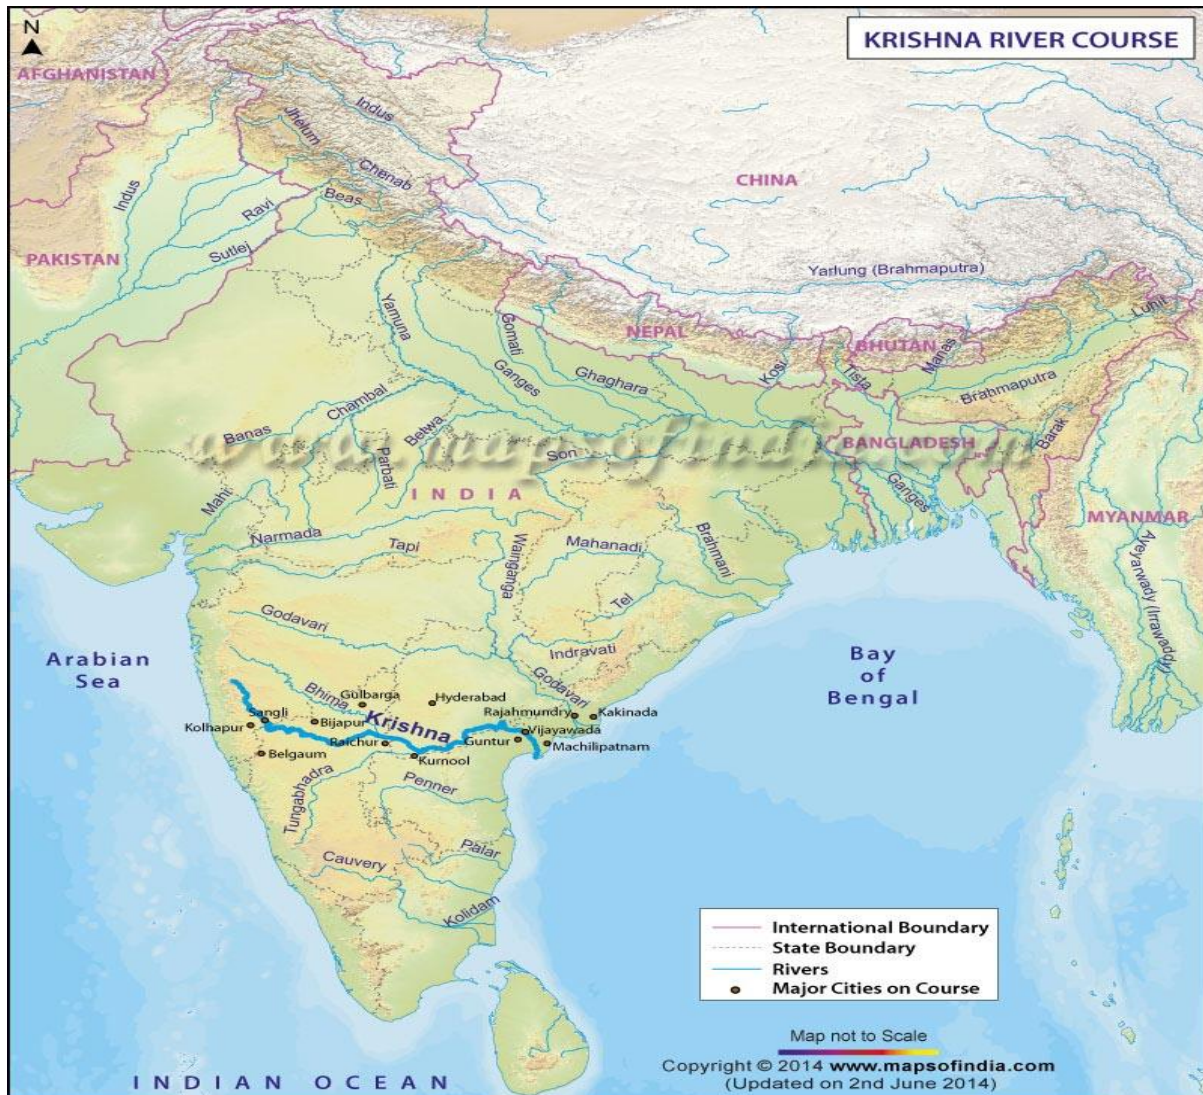 N
KRISHNA RIVER COURSE
AFGHANISTAN
Indus
Jhelum
Chenab
CHINA
Indus
Beas
Ravi
Sutlej
PAKISTAN
Yarlung (Brahmaputra)
Luhit
Yamuna
Gomati
NEPAL
BHUTAN
Manas
Kosi
Tista
Ganges
Ghaghara
Brahmaputra
Chambal
Banas
Betwa
www.mapsofindia.com
BANGLADESH
Barak
Parbati
Son
Mahi
INDIA
Ganges
MYANMAR
Narmada
Tapi
Wainganga
Mahanadi
Brahmani
Ayeyarwady (Irrawaddy)
Tel
Godavari
Indravati
Arabian
Sea
Bay
of
Bengal
Godavari
Bhima
Gulbarga
Hyderabad
Sangli
Kolhapur
Bijapur
Krishna
Rajahmundry
Kakinada
Vijayawada
Raichur
Guntur
Machilipatnam
Belgaum
Kurnool
Tungabhadra
Penner
Palar
Cauvery
Kolidam
International Boundary
State Boundary
Rivers
Major Cities on Course
Map not to Scale
Copyright © 2014 www.mapsofindia.com
(Updated on 2nd June 2014)
INDIAN OCEAN